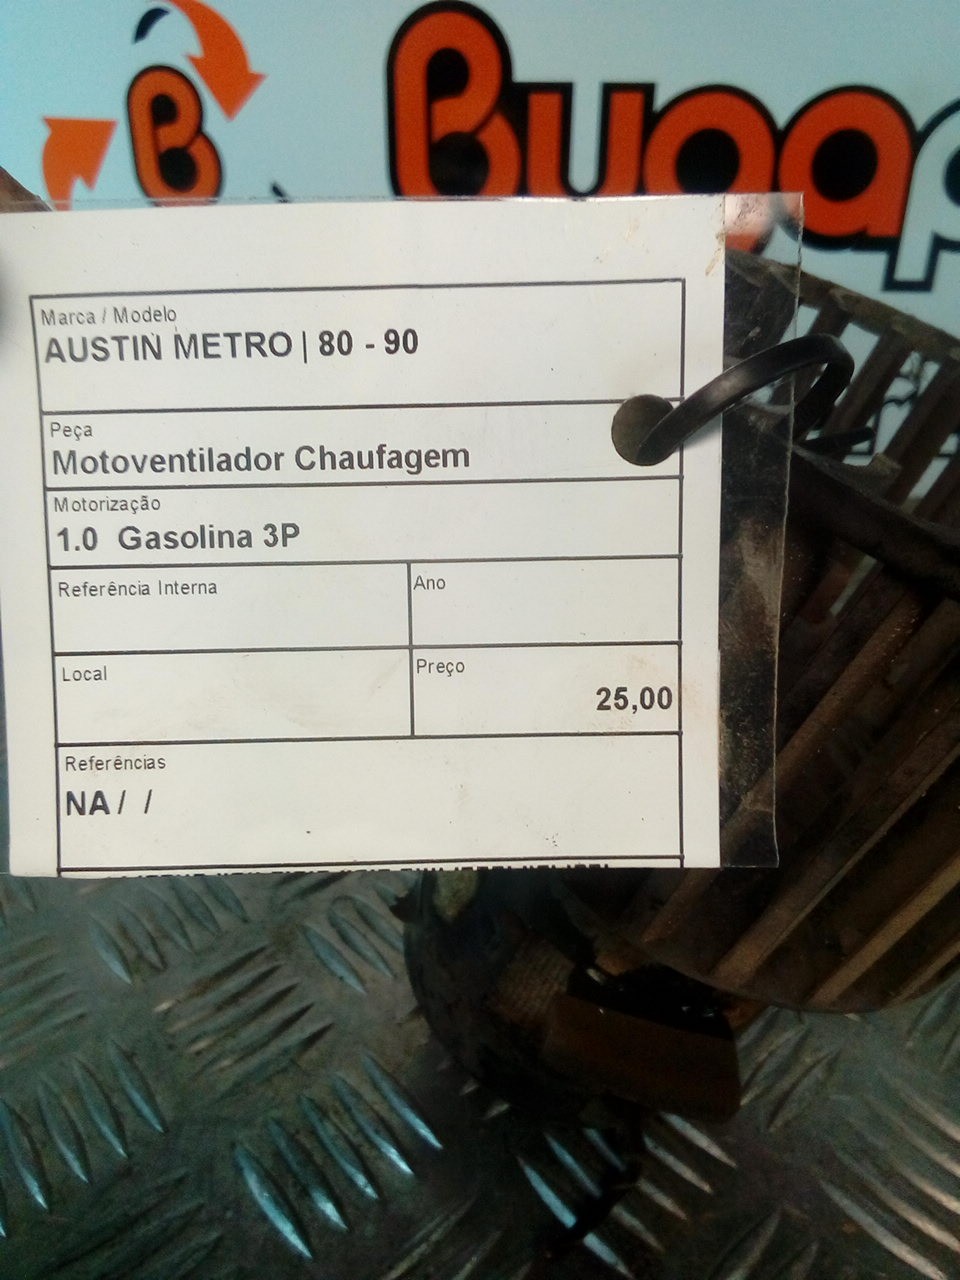 B
Bugap
Marca / Modelo
AUSTIN METRO | 80 - 90
Peça
Motoventilador Chaufagem
Motorização
1.0 Gasolina 3P
Referência Interna
Ano
Local
Preço
25,00
Referências
NA / /